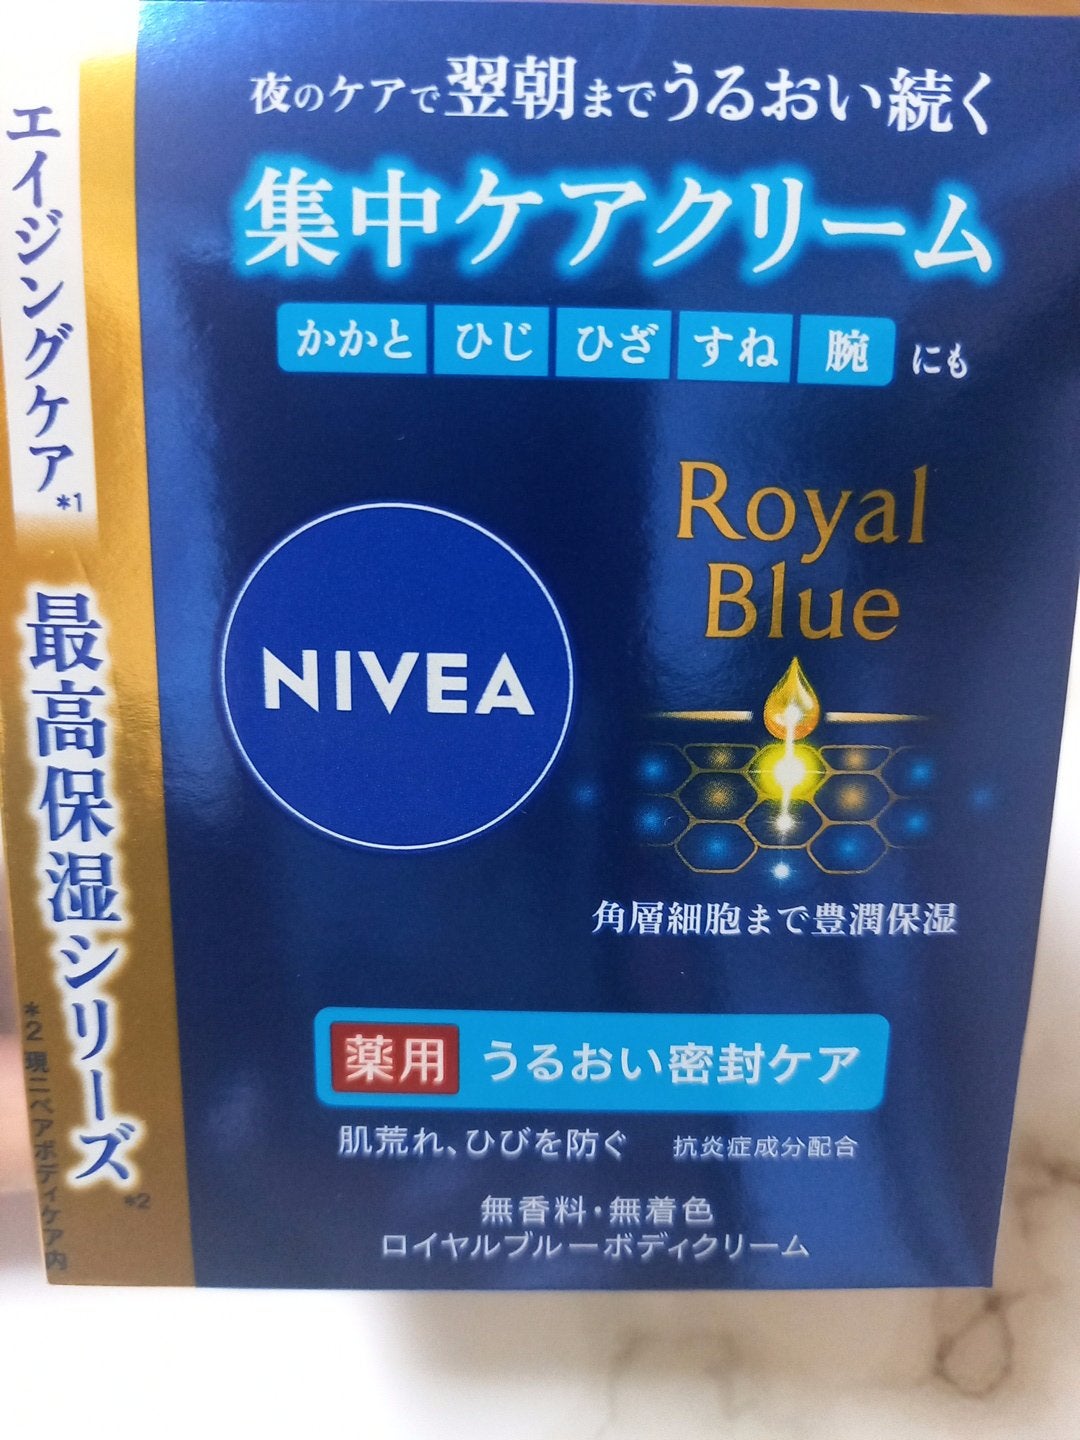 夜のケアで翌朝までうるおい続く
集中ケアクリーム
かかと ひじ ひざ すね 腕 にも
エイジングケア*1
最高保湿シリーズ*2
*2 現ニベアボディケア内
NIVEA
Royal
Blue
角層細胞まで豊潤保湿
薬用 うるおい密封ケア
肌荒れ、ひびを防ぐ 抗炎症成分配合
無香料・無着色
ロイヤルブルーボディクリーム